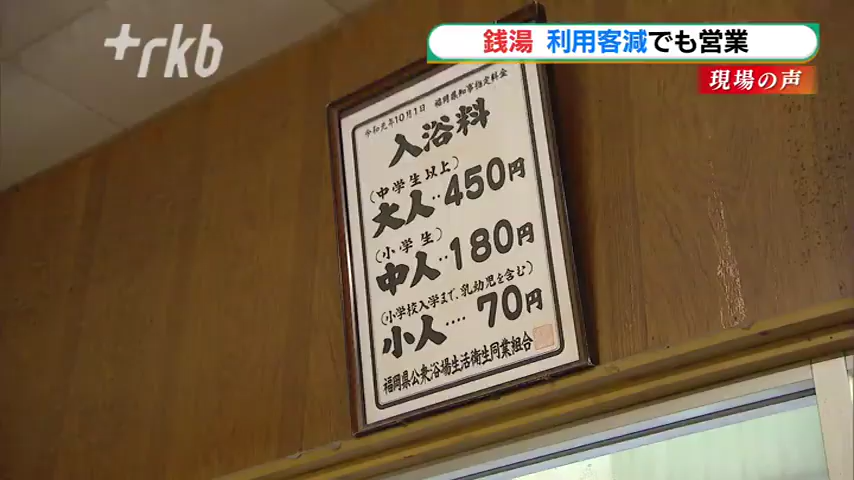 +rkb
銭湯 利用客減でも営業
現場の声
令和元年10月1日 福岡県知事指定料金
入浴料
(中学生以上)
大人‥450円
(小学生)
中人‥180円
(小学校入学まで、乳幼児を含む)
小人‥‥70円
福岡県公衆浴場生活衛生同業組合